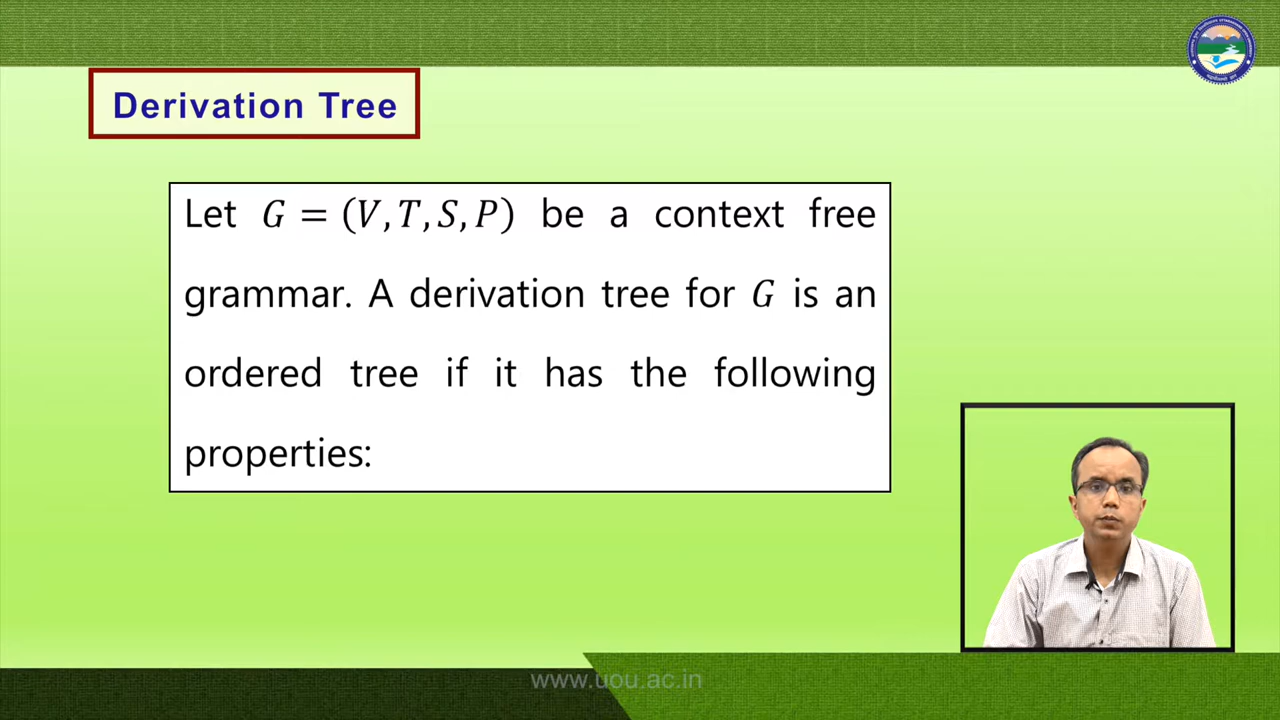 Derivation Tree
Let G = (V, T, S, P) be a context free
grammar. A derivation tree for G is an
ordered tree if it has the following
properties:
www.uou.ac.in